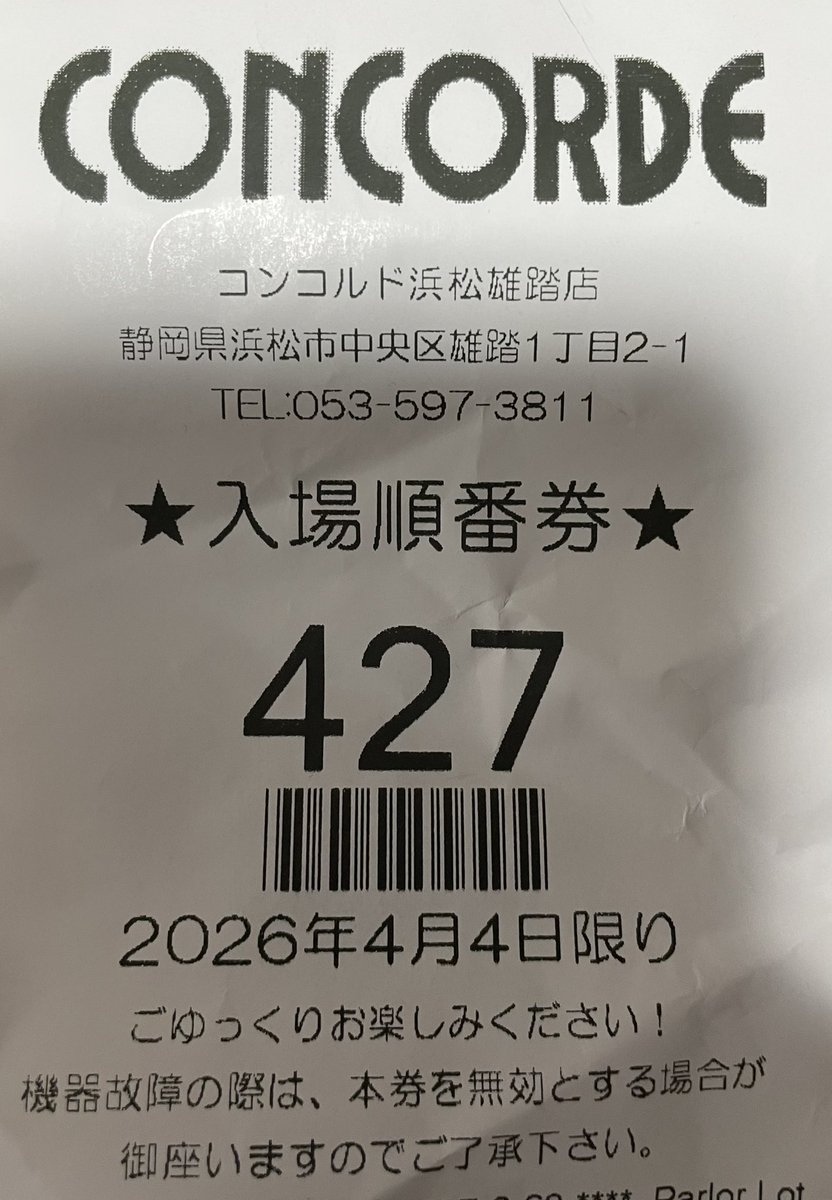 CONCORDE
コンコルド浜松雄踏店
静岡県浜松市中央区雄踏1丁目2-1
TEL:053-597-3811
★入場順番券★
427
2026年4月4日限り
ごゆっくりお楽しみください！
機器故障の際は、本券を無効とする場合が
御座いますのでご了承下さい。
**** Parlor Lot